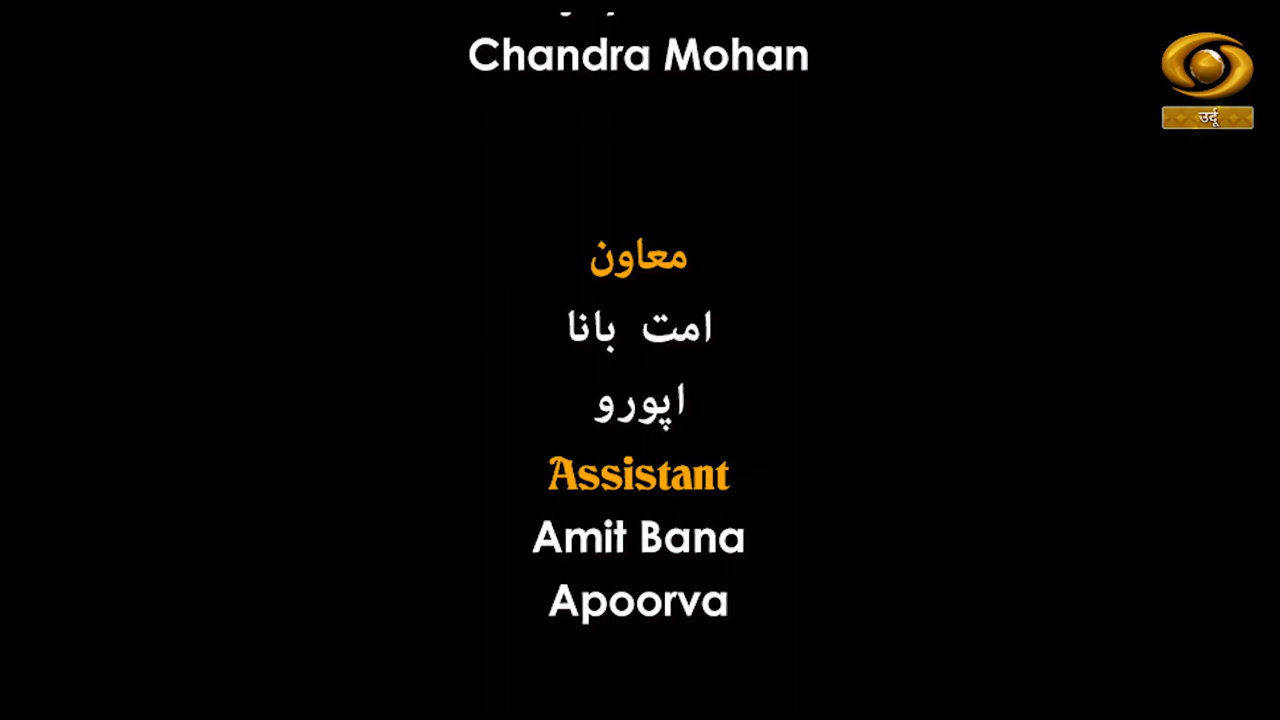 Chandra Mohan
उर्दू
معاون
امت بانا
اپورو
Assistant
Amit Bana
Apoorva